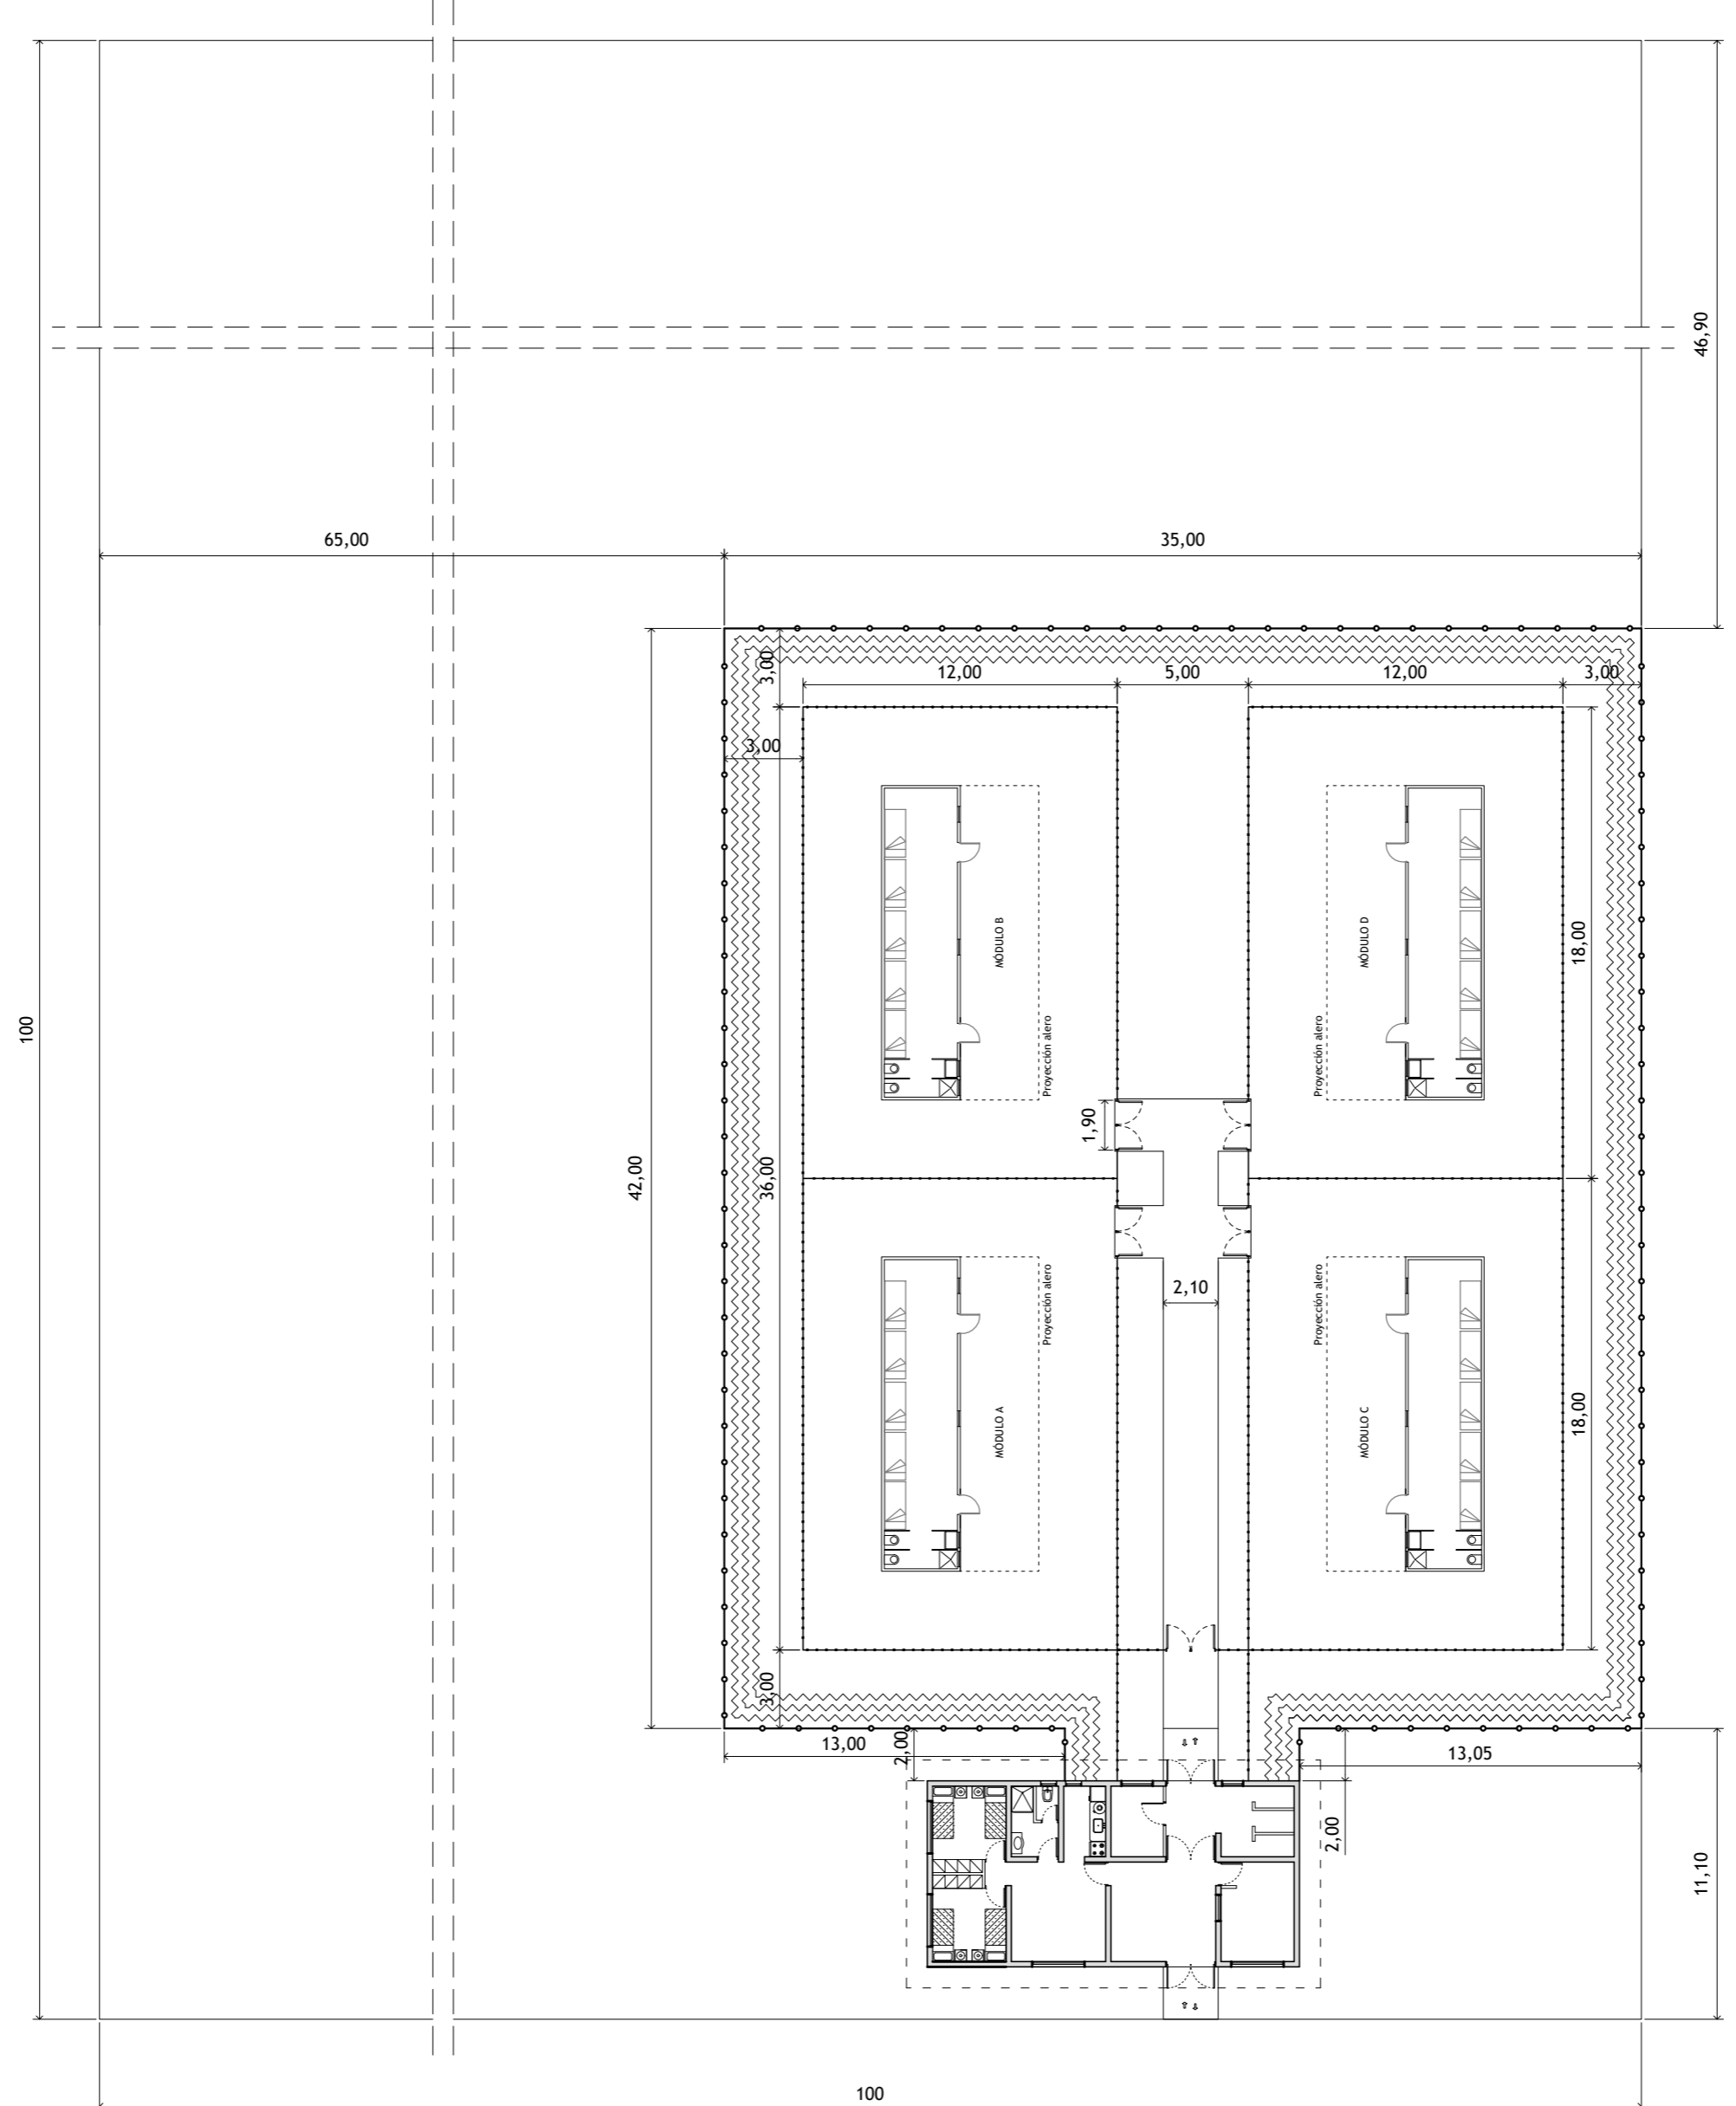 46,90
65,00
35,00
3,00
12,00
5,00
12,00
3,00
3,00
MÓDULO B
MÓDULO D
18,00
100
Proyección alero
Proyección alero
1,90
42,00
36,00
2,10
Proyección alero
Proyección alero
MÓDULO A
MÓDULO C
18,00
3,00
13,00
2,00
13,05
2,00
11,10
100